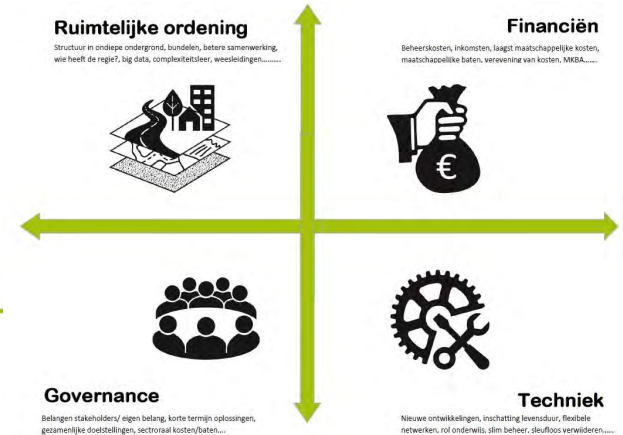 Ruimtelijke ordening
Structuur in ondiepe ondergrond, bundelen, betere samenwerking,
wie heeft de regie?, big data, complexiteitsleer, weesleidingen..........
Financiën
Beheerskosten, inkomsten, laagst maatschappelijke kosten,
maatschappelijke baten, verevening van kosten, MKBA.......
€
Governance
Belangen stakeholders/ eigen belang, korte termijn oplossingen,
gezamenlijke doelstellingen, sectroraal kosten/baten....
Techniek
Nieuwe ontwikkelingen, inschatting levensduur, flexibele
netwerken, rol onderwijs, slim beheer, sleufloos verwijderen......